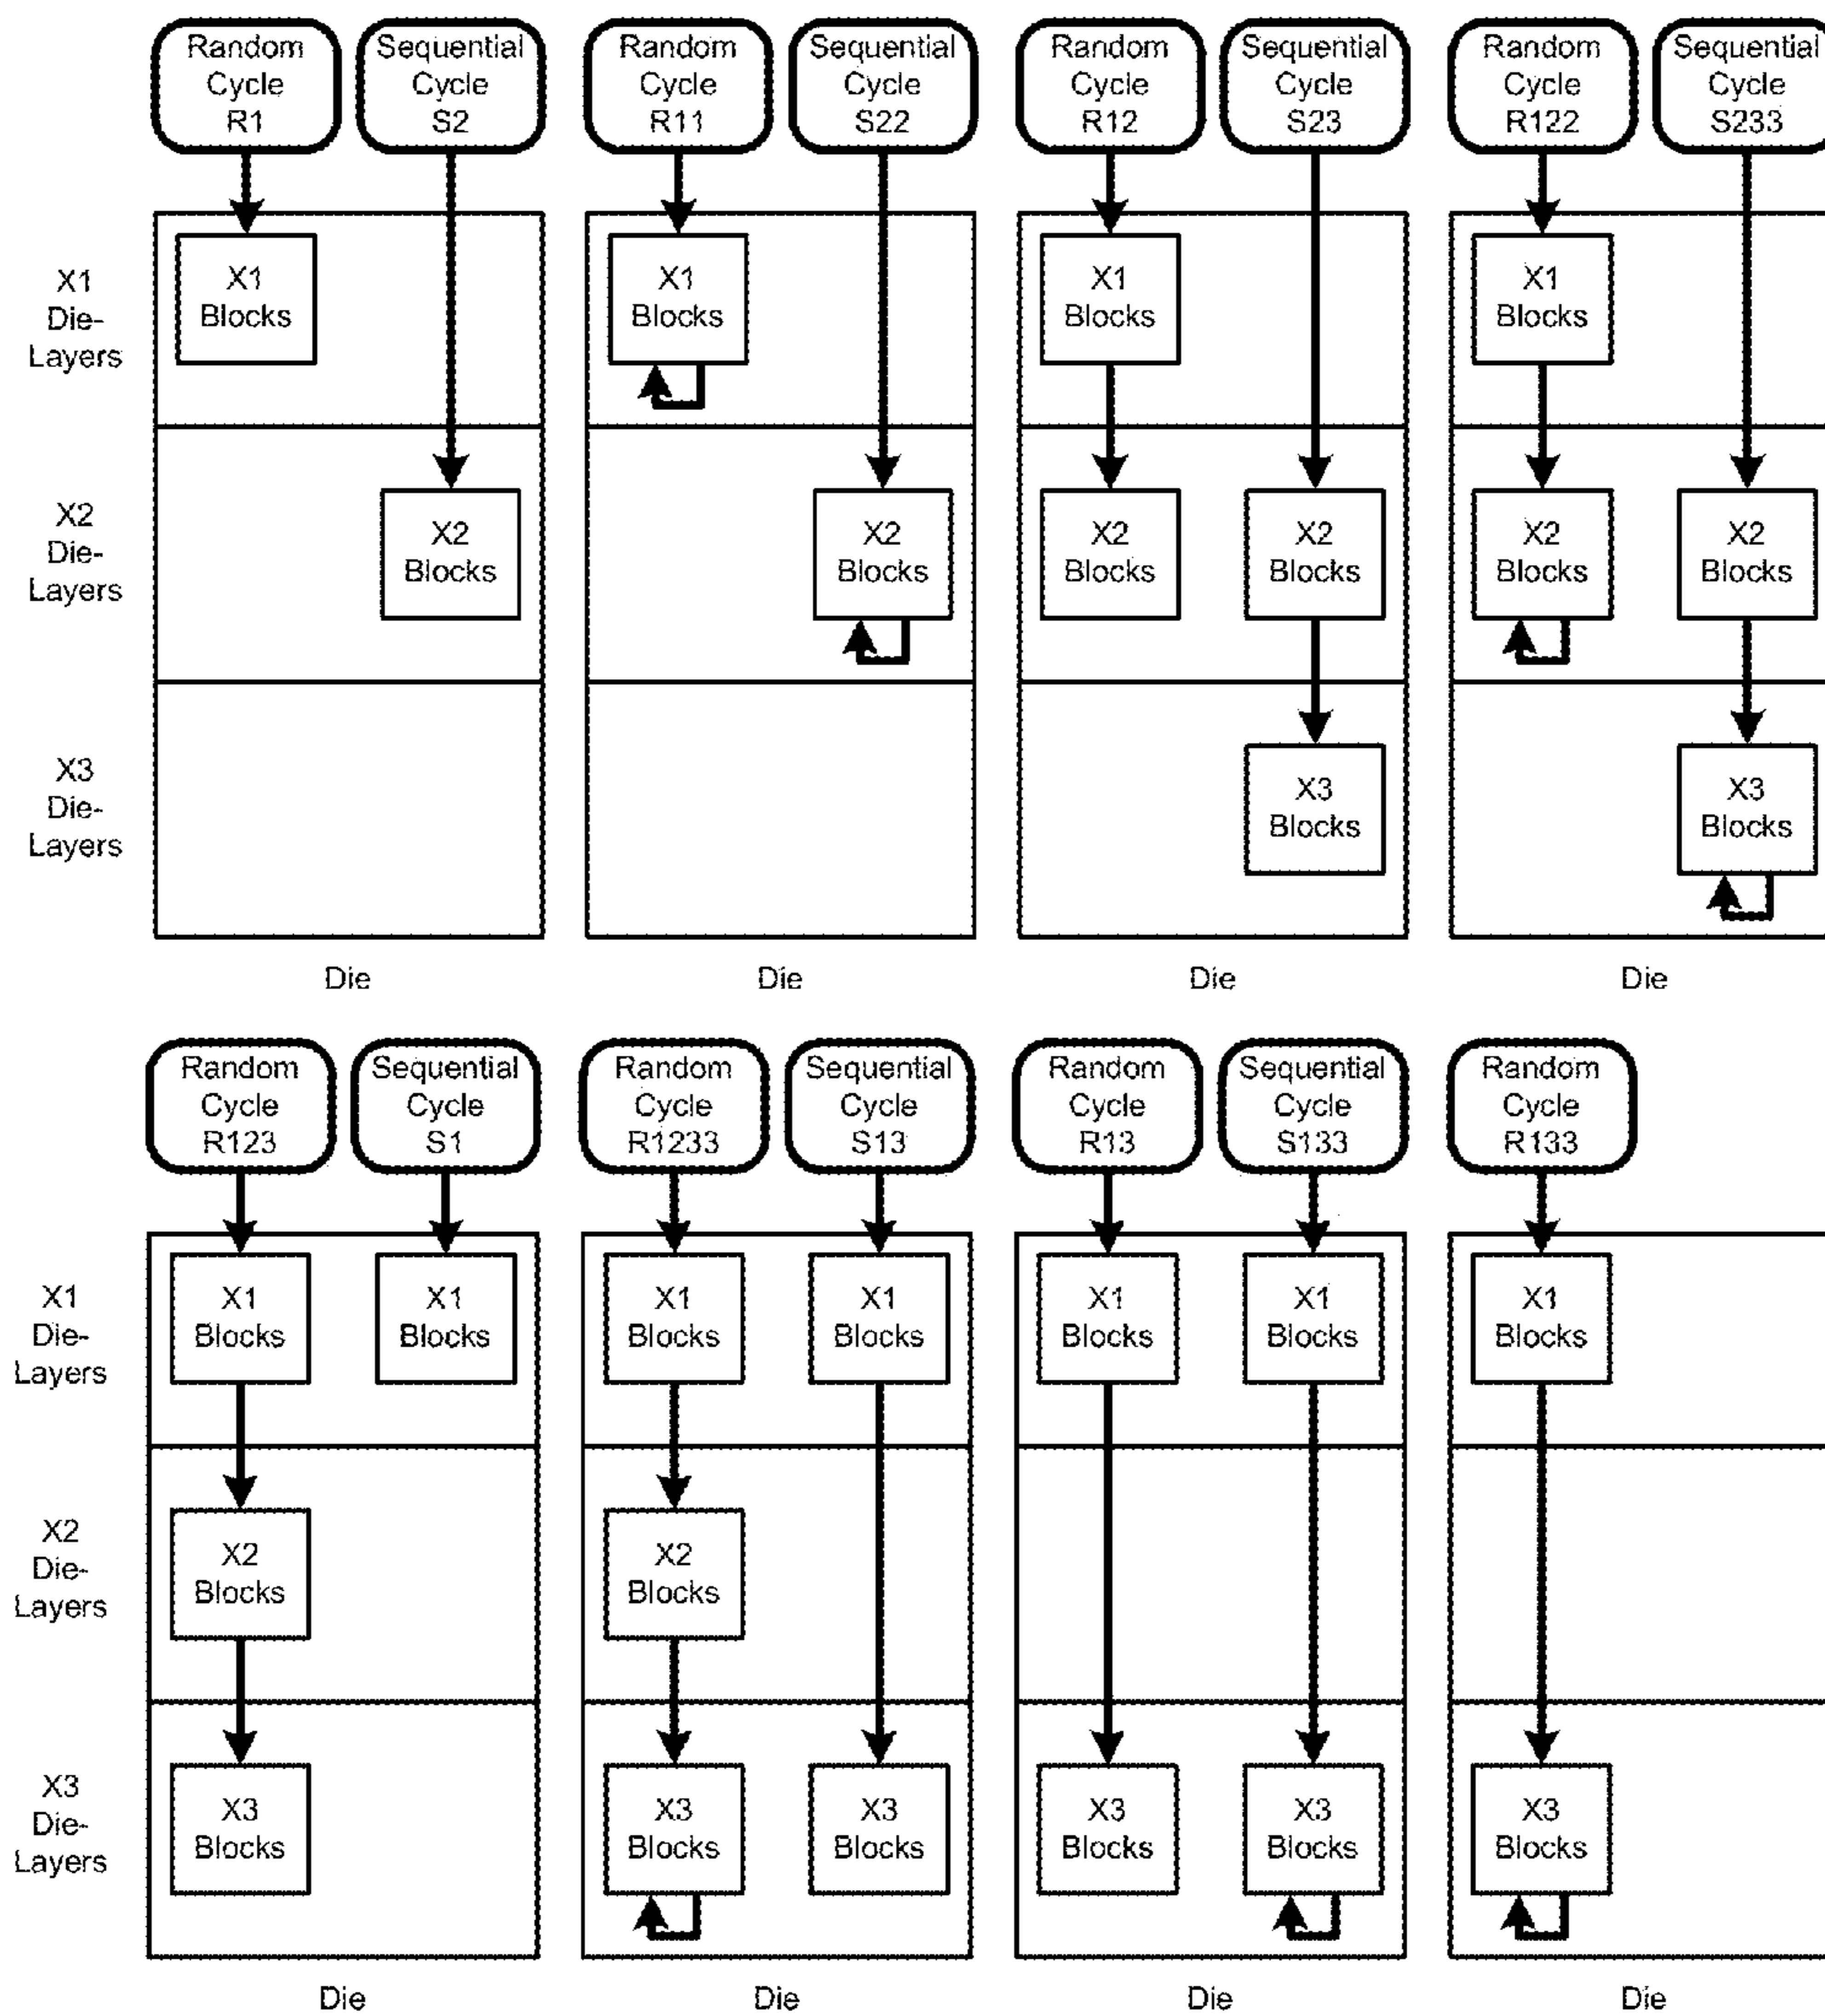 Random
Cycle
R1
Sequential
Cycle
S2
Random
Cycle
R11
Sequential
Cycle
S22
Random
Cycle
R12
Sequential
Cycle
S23
Random
Cycle
R122
Sequential
Cycle
S233
X1
Die-
Layers
X1
Blocks
X1
Blocks
X1
Blocks
X1
Blocks
X2
Die-
Layers
X2
Blocks
X2
Blocks
X2
Blocks
X2
Blocks
X2
Blocks
X2
Blocks
X3
Die-
Layers
X3
Blocks
X3
Blocks
Die
Die
Die
Die
Random
Cycle
R123
Sequential
Cycle
S1
Random
Cycle
R1233
Sequential
Cycle
S13
Random
Cycle
R13
Sequential
Cycle
S133
Random
Cycle
R133
X1
Die-
Layers
X1
Blocks
X1
Blocks
X1
Blocks
X1
Blocks
X1
Blocks
X1
Blocks
X1
Blocks
X2
Die-
Layers
X2
Blocks
X2
Blocks
X3
Die-
Layers
X3
Blocks
X3
Blocks
X3
Blocks
X3
Blocks
X3
Blocks
X3
Blocks
Die
Die
Die
Die